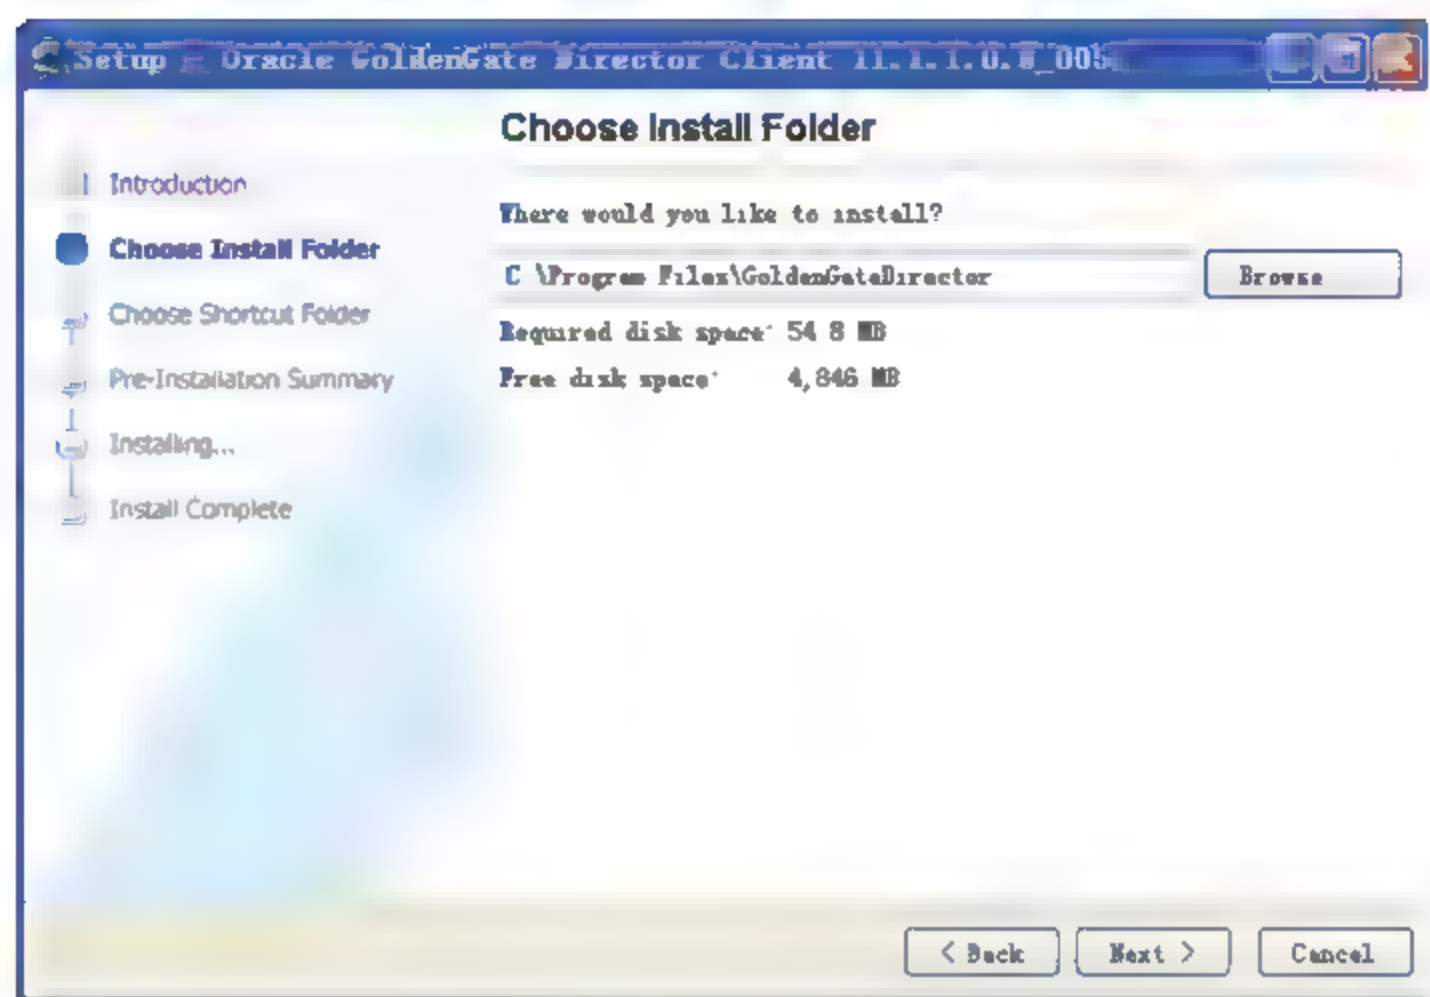 Setup - Oracle GoldenGate Director Client 11.1.1.0.0_005
Choose Install Folder
Introduction
Choose Install Folder
Choose Shortcut Folder
Pre-Installation Summary
Installing...
Install Complete
Where would you like to install?
C:\Program Files\GoldenGateDirector
Browse
Required disk space: 54.8 MB
Free disk space: 4,846 MB
< Back
Next >
Cancel